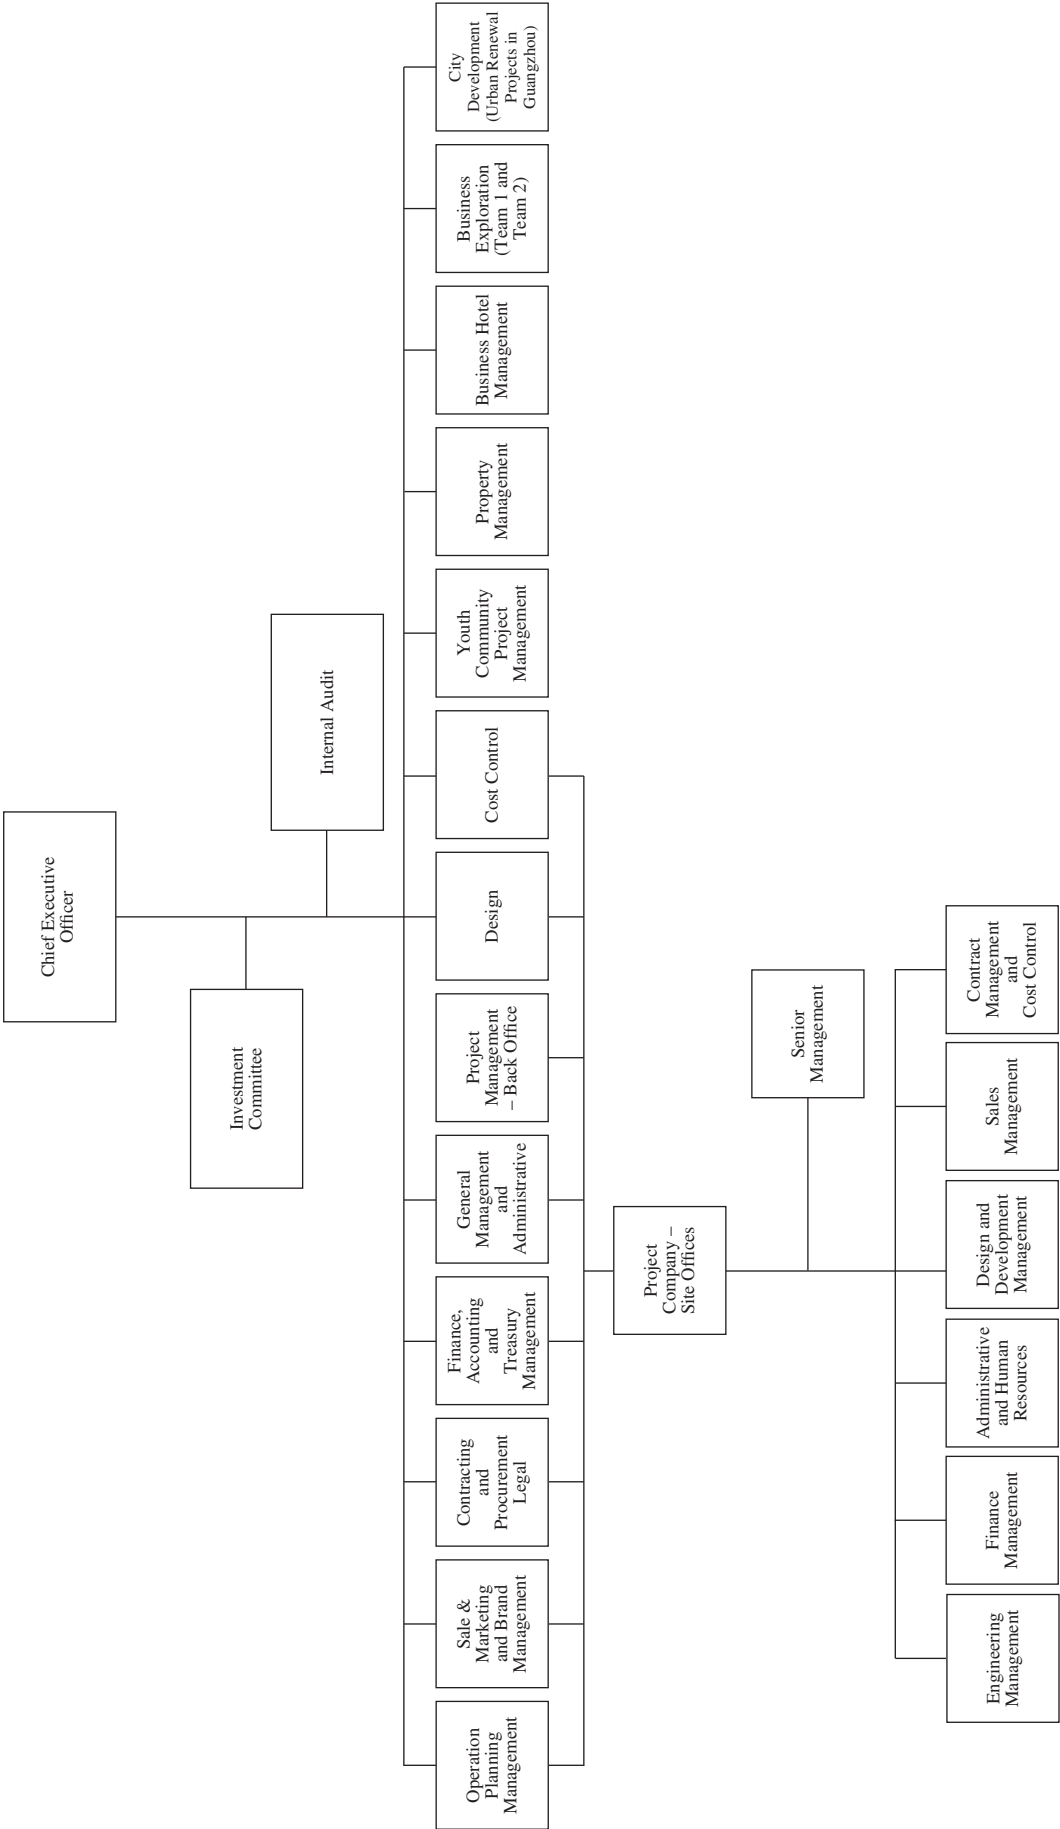 Chief Executive
Officer
Investment
Committee
Internal Audit
Operation
Planning
Management
Sale &
Marketing
and Brand
Management
Contracting
and
Procurement
Legal
Finance,
Accounting
and
Treasury
Management
General
Management
and
Administrative
Project
Management
– Back Office
Design
Cost Control
Youth
Community
Project
Management
Property
Management
Business Hotel
Management
Business
Exploration
(Team 1 and
Team 2)
City
Development
(Urban Renewal
Projects in
Guangzhou)
Project
Company –
Site Offices
Senior
Management
Engineering
Management
Finance
Management
Administrative
and Human
Resources
Design and
Development
Management
Sales
Management
Contract
Management
and
Cost Control